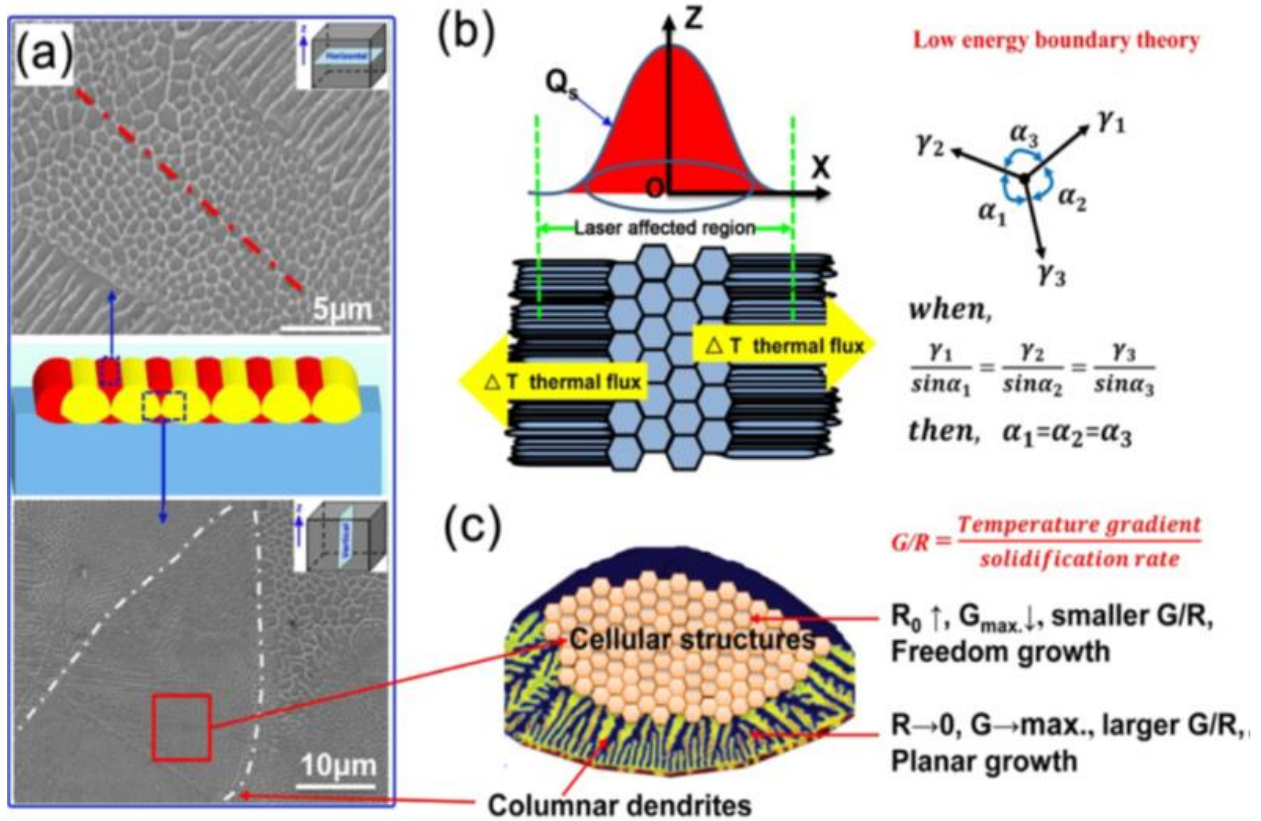 (a)
Z
Horizontal
5μm
Z
Vertical
10μm
(b)
Z
Qs
O
X
Laser affected region
△ T thermal flux
△ T thermal flux
Low energy boundary theory
γ₁
γ₂
γ₃
α₃
α₁
α₂
when,
γ₁/sinα₁ = γ₂/sinα₂ = γ₃/sinα₃
then, α₁=α₂=α₃
(c)
Cellular structures
Columnar dendrites
G/R = Temperature gradient/solidification rate
R₀ ↑, Gmax.↓, smaller G/R,
Freedom growth
R→0, G→max., larger G/R,
Planar growth